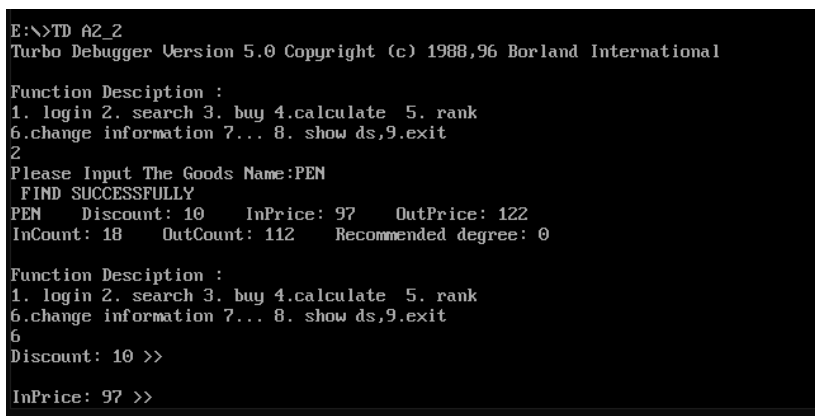 E:\>TD A2_2
Turbo Debugger Version 5.0 Copyright (c) 1988,96 Borland International
Function Desciption :
1. login 2. search 3. buy 4.calculate  5. rank
6.change information 7... 8. show ds,9.exit
2
Please Input The Goods Name:PEN
 FIND SUCCESSFULLY
PEN    Discount: 10    InPrice: 97    OutPrice: 122
InCount: 18    OutCount: 112    Recommended degree: 0
Function Desciption :
1. login 2. search 3. buy 4.calculate  5. rank
6.change information 7... 8. show ds,9.exit
6
Discount: 10 >>
InPrice: 97 >>